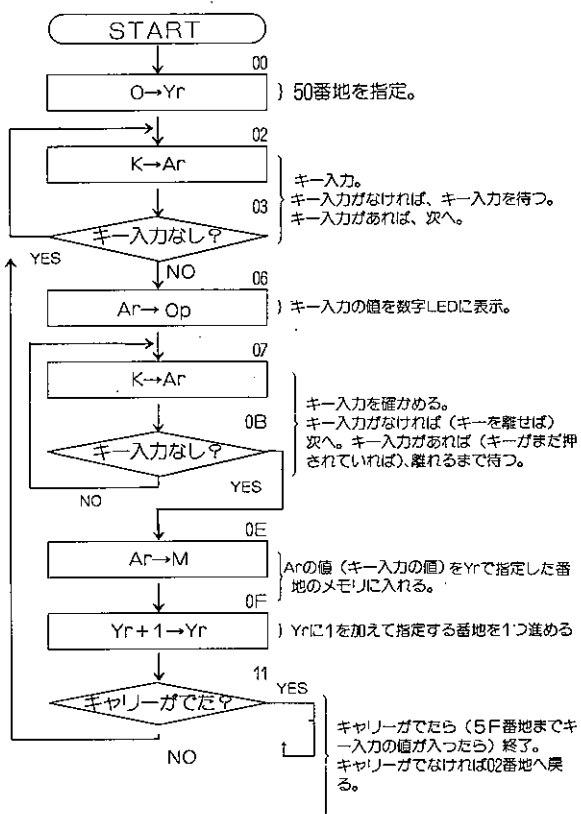 START
00
O→Yr
} 50番地を指定。
02
K→Ar
キー入力。
キー入力がなければ、キー入力を待つ。
キー入力があれば、次へ。
03
キー入力なし？
YES
NO
06
Ar→Op
} キー入力の値を数字LEDに表示。
07
K→Ar
キー入力を確かめる。
キー入力がなければ（キーを離せば）
次へ。キー入力があれば（キーがまだ押
されていれば）、離れるまで待つ。
0B
キー入力なし？
NO
YES
0E
Ar→M
Arの値（キー入力の値）をYrで指定した番
地のメモリに入れる。
0F
Yr+1→Yr
} Yrに1を加えて指定する番地を1つ進める
11
キャリーがでた？
YES
NO
キャリーがでたら（5F番地までキ
ー入力の値が入ったら）終了。
キャリーがでなければ02番地へ戻
る。